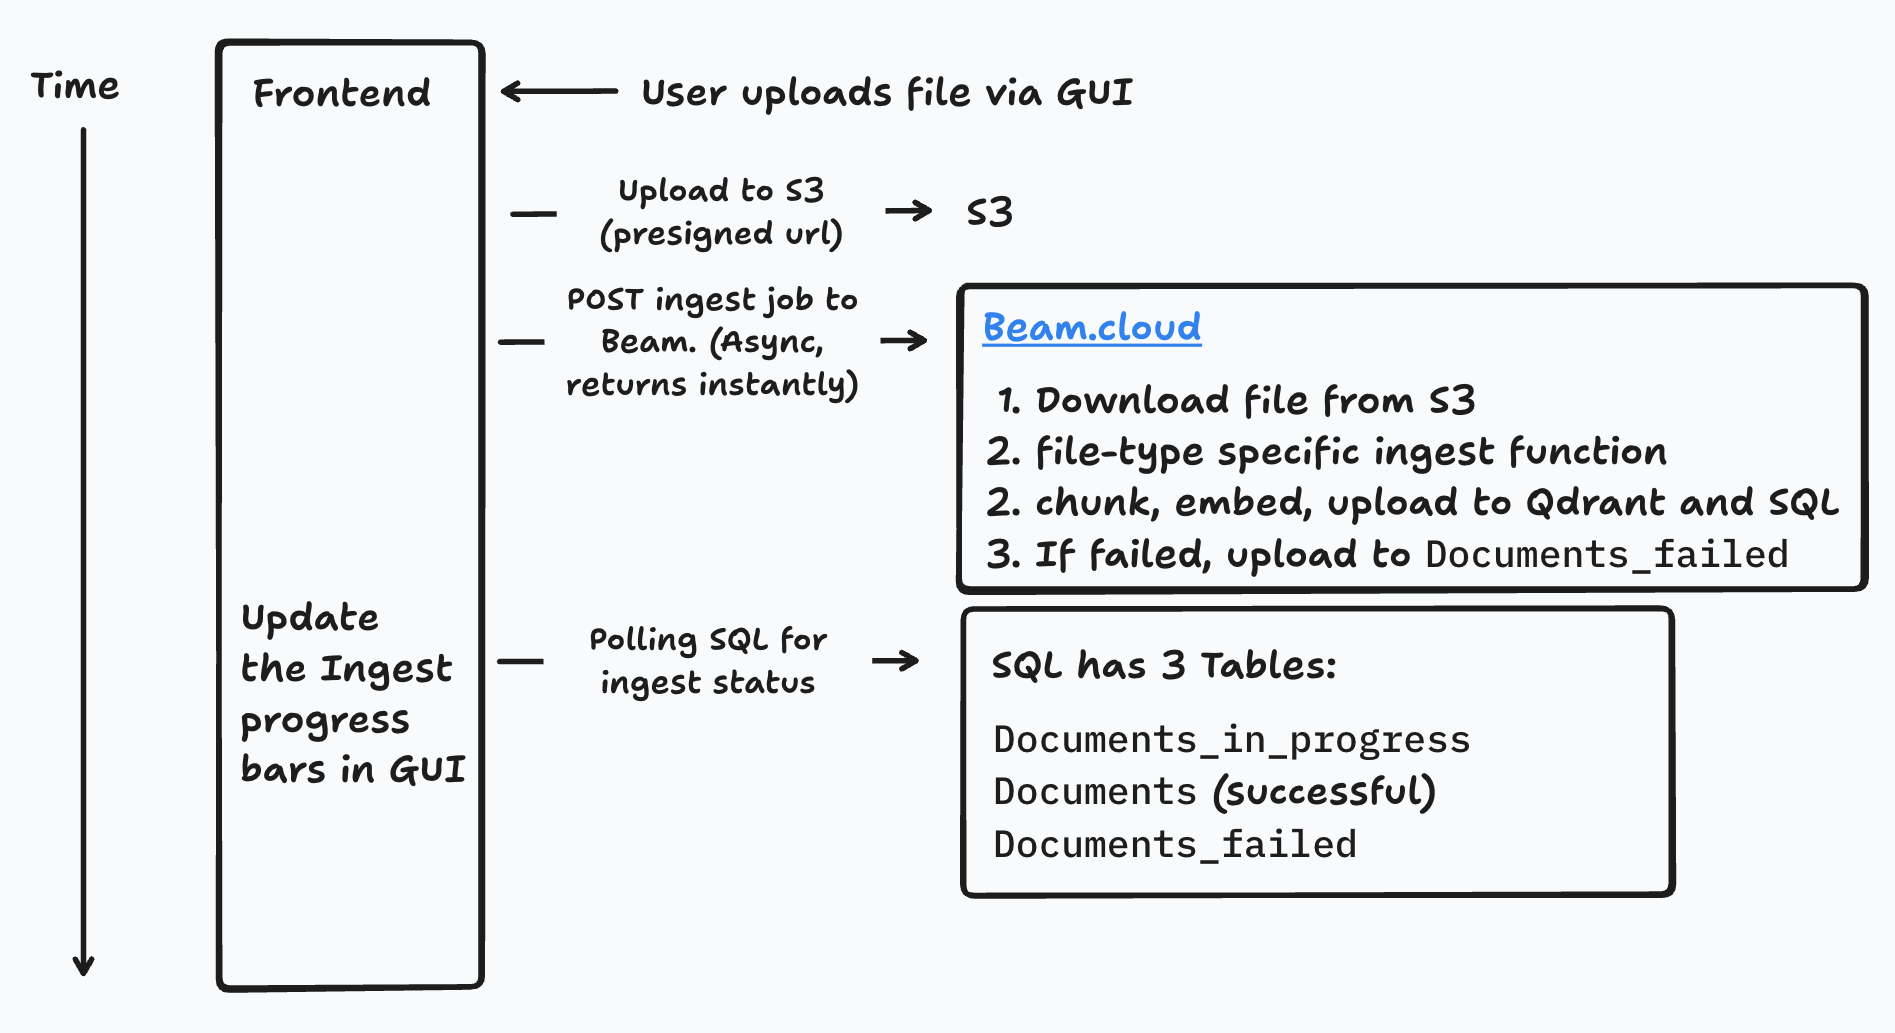 Time
Frontend
User uploads file via GUI
Upload to S3
(presigned url)
S3
POST ingest job to
Beam. (Async,
returns instantly)
Beam.cloud
1. Download file from S3
2. file-type specific ingest function
2. chunk, embed, upload to Qdrant and SQL
3. If failed, upload to Documents_failed
Update
the Ingest
progress
bars in GUI
Polling SQL for
ingest status
SQL has 3 Tables:
Documents_in_progress
Documents (successful)
Documents_failed